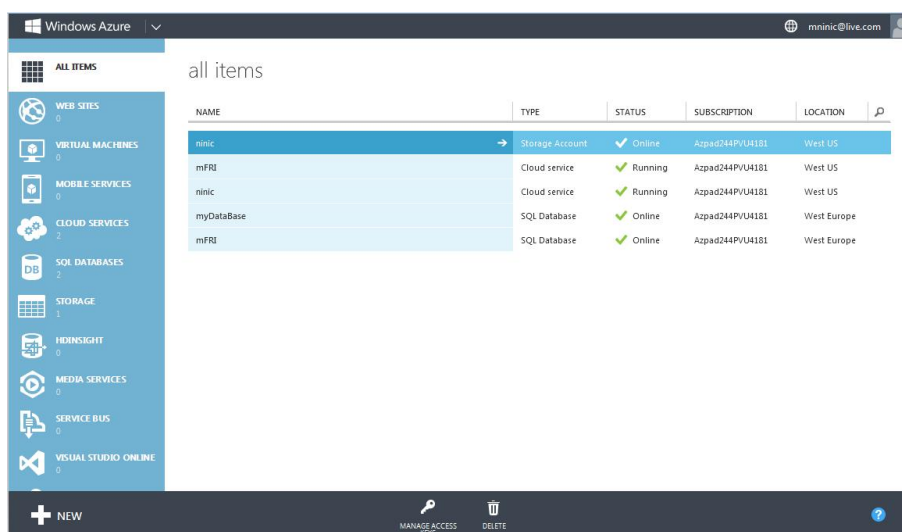 Windows Azure
mninic@live.com
ALL ITEMS
WEB SITES
0
VIRTUAL MACHINES
0
MOBILE SERVICES
0
CLOUD SERVICES
2
DB
SQL DATABASES
2
STORAGE
1
HDINSIGHT
0
MEDIA SERVICES
0
SERVICE BUS
0
VISUAL STUDIO ONLINE
0
all items
NAME TYPE STATUS SUBSCRIPTION LOCATION
ninic Storage Account Online Azpad244PVU4181 West US
mFRI Cloud service Running Azpad244PVU4181 West US
ninic Cloud service Running Azpad244PVU4181 West US
myDataBase SQL Database Online Azpad244PVU4181 West Europe
mFRI SQL Database Online Azpad244PVU4181 West Europe
NEW
MANAGE ACCESS
KEYS
DELETE
?